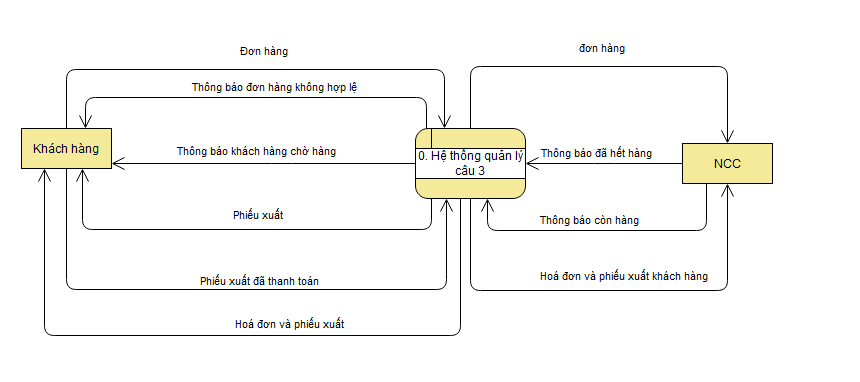 Đơn hàng
đơn hàng
Thông báo đơn hàng không hợp lệ
Khách hàng
Thông báo khách hàng chờ hàng
0. Hệ thống quản lý
câu 3
Thông báo đã hết hàng
NCC
Phiếu xuất
Thông báo còn hàng
Phiếu xuất đã thanh toán
Hoá đơn và phiếu xuất khách hàng
Hoá đơn và phiếu xuất